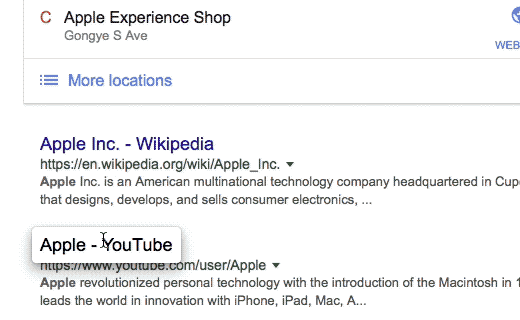 C Apple Experience Shop
Gongye S Ave
WEB
More locations
Apple Inc. - Wikipedia
https://en.wikipedia.org/wiki/Apple_Inc.
Apple Inc. is an American multinational technology company headquartered in Cupe
that designs, develops, and sells consumer electronics, ...
Apple - YouTube
https://www.youtube.com/user/Apple
Apple revolutionized personal technology with the introduction of the Macintosh in 1
leads the world in innovation with iPhone, iPad, Mac, A...